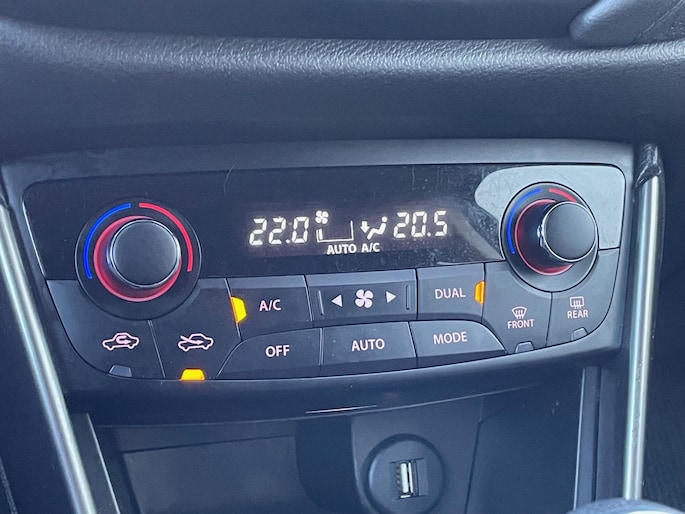 22.0 20.5
AUTO A/C
A/C DUAL
FRONT REAR
OFF AUTO MODE